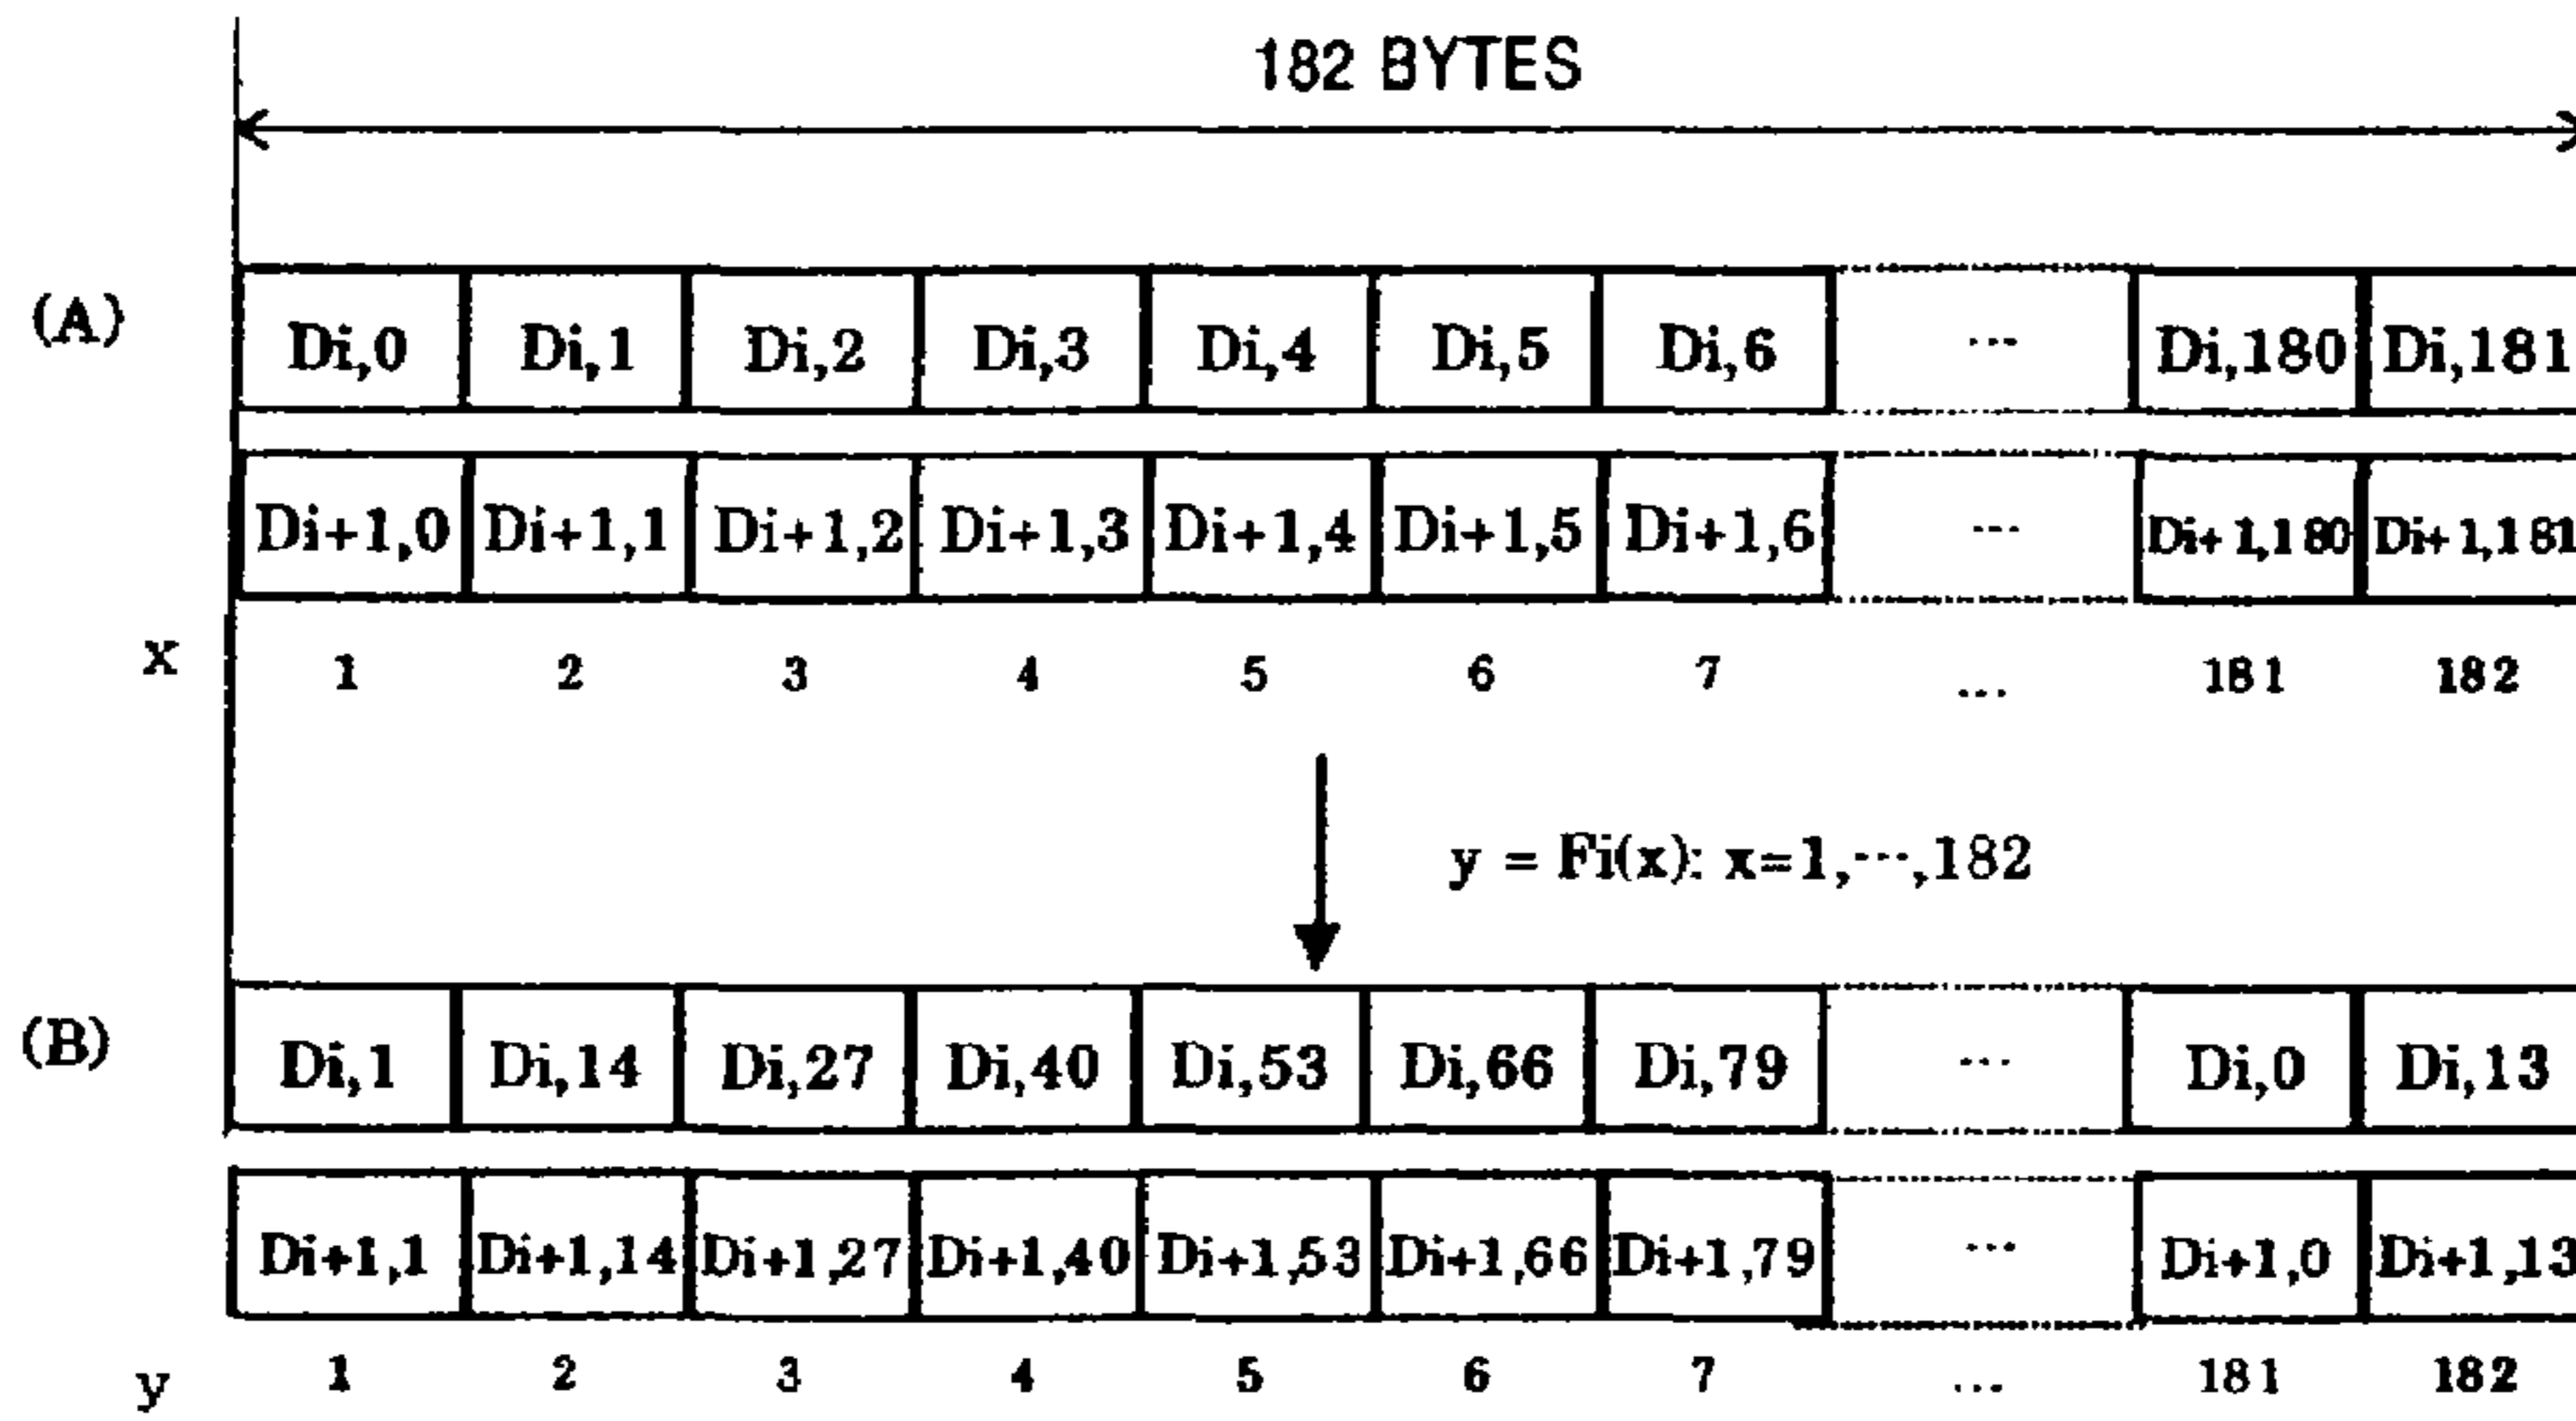 182 BYTES
(A)
Di,0 Di,1 Di,2 Di,3 Di,4 Di,5 Di,6 ... Di,180 Di,181
Di+1,0 Di+1,1 Di+1,2 Di+1,3 Di+1,4 Di+1,5 Di+1,6 ... Di+1,180 Di+1,181
x 1 2 3 4 5 6 7 ... 181 182
y = Fi(x): x=1,...,182
(B)
Di,1 Di,14 Di,27 Di,40 Di,53 Di,66 Di,79 ... Di,0 Di,13
Di+1,1 Di+1,14 Di+1,27 Di+1,40 Di+1,53 Di+1,66 Di+1,79 ... Di+1,0 Di+1,13
y 1 2 3 4 5 6 7 ... 181 182